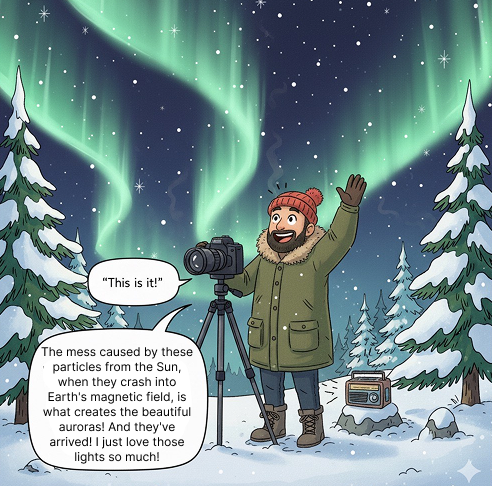 “This is it!”
The mess caused by these
particles from the Sun,
when they crash into
Earth's magnetic field, is
what creates the beautiful
auroras! And they've
arrived! I just love those
lights so much!